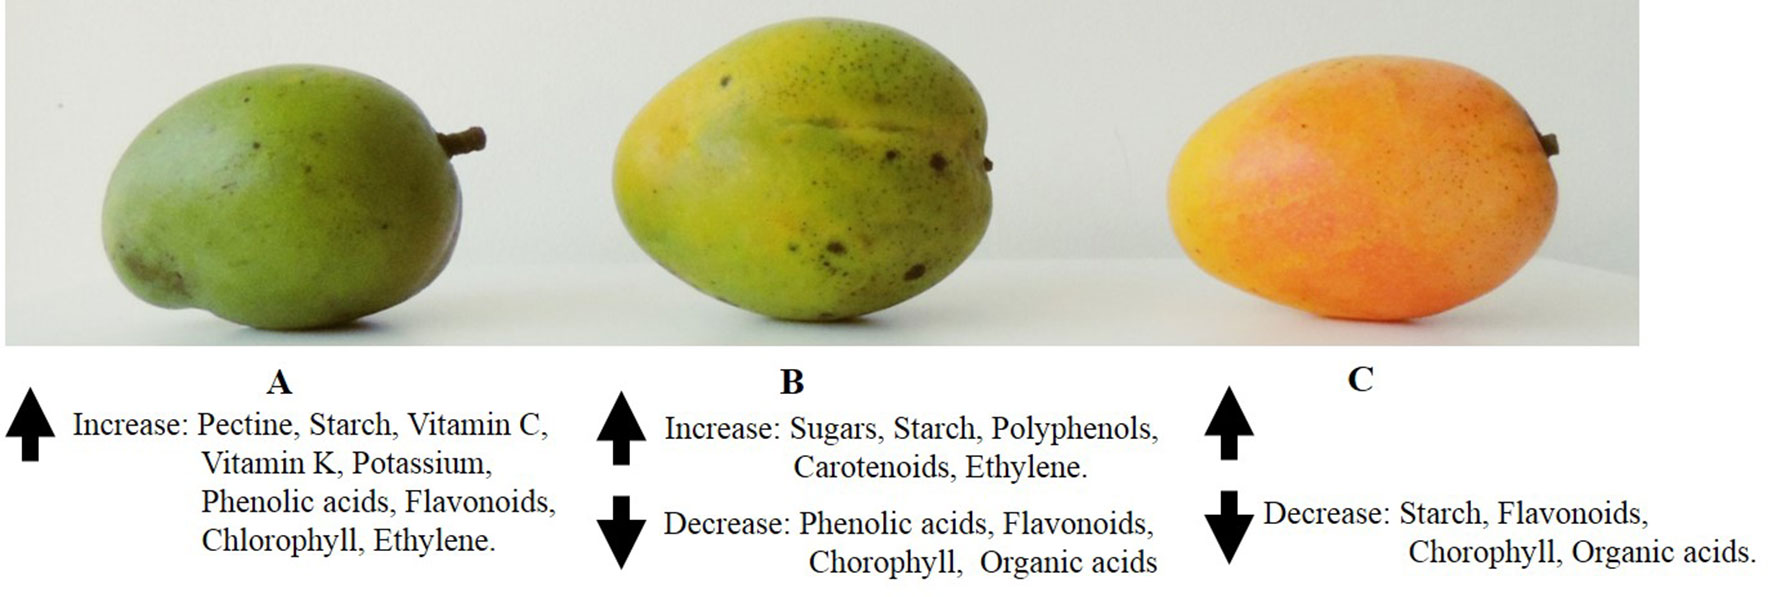 A
Increase: Pectine, Starch, Vitamin C,
Vitamin K, Potassium,
Phenolic acids, Flavonoids,
Chlorophyll, Ethylene.
B
Increase: Sugars, Starch, Polyphenols,
Carotenoids, Ethylene.
Decrease: Phenolic acids, Flavonoids,
Chorophyll, Organic acids
C
Decrease: Starch, Flavonoids,
Chorophyll, Organic acids.